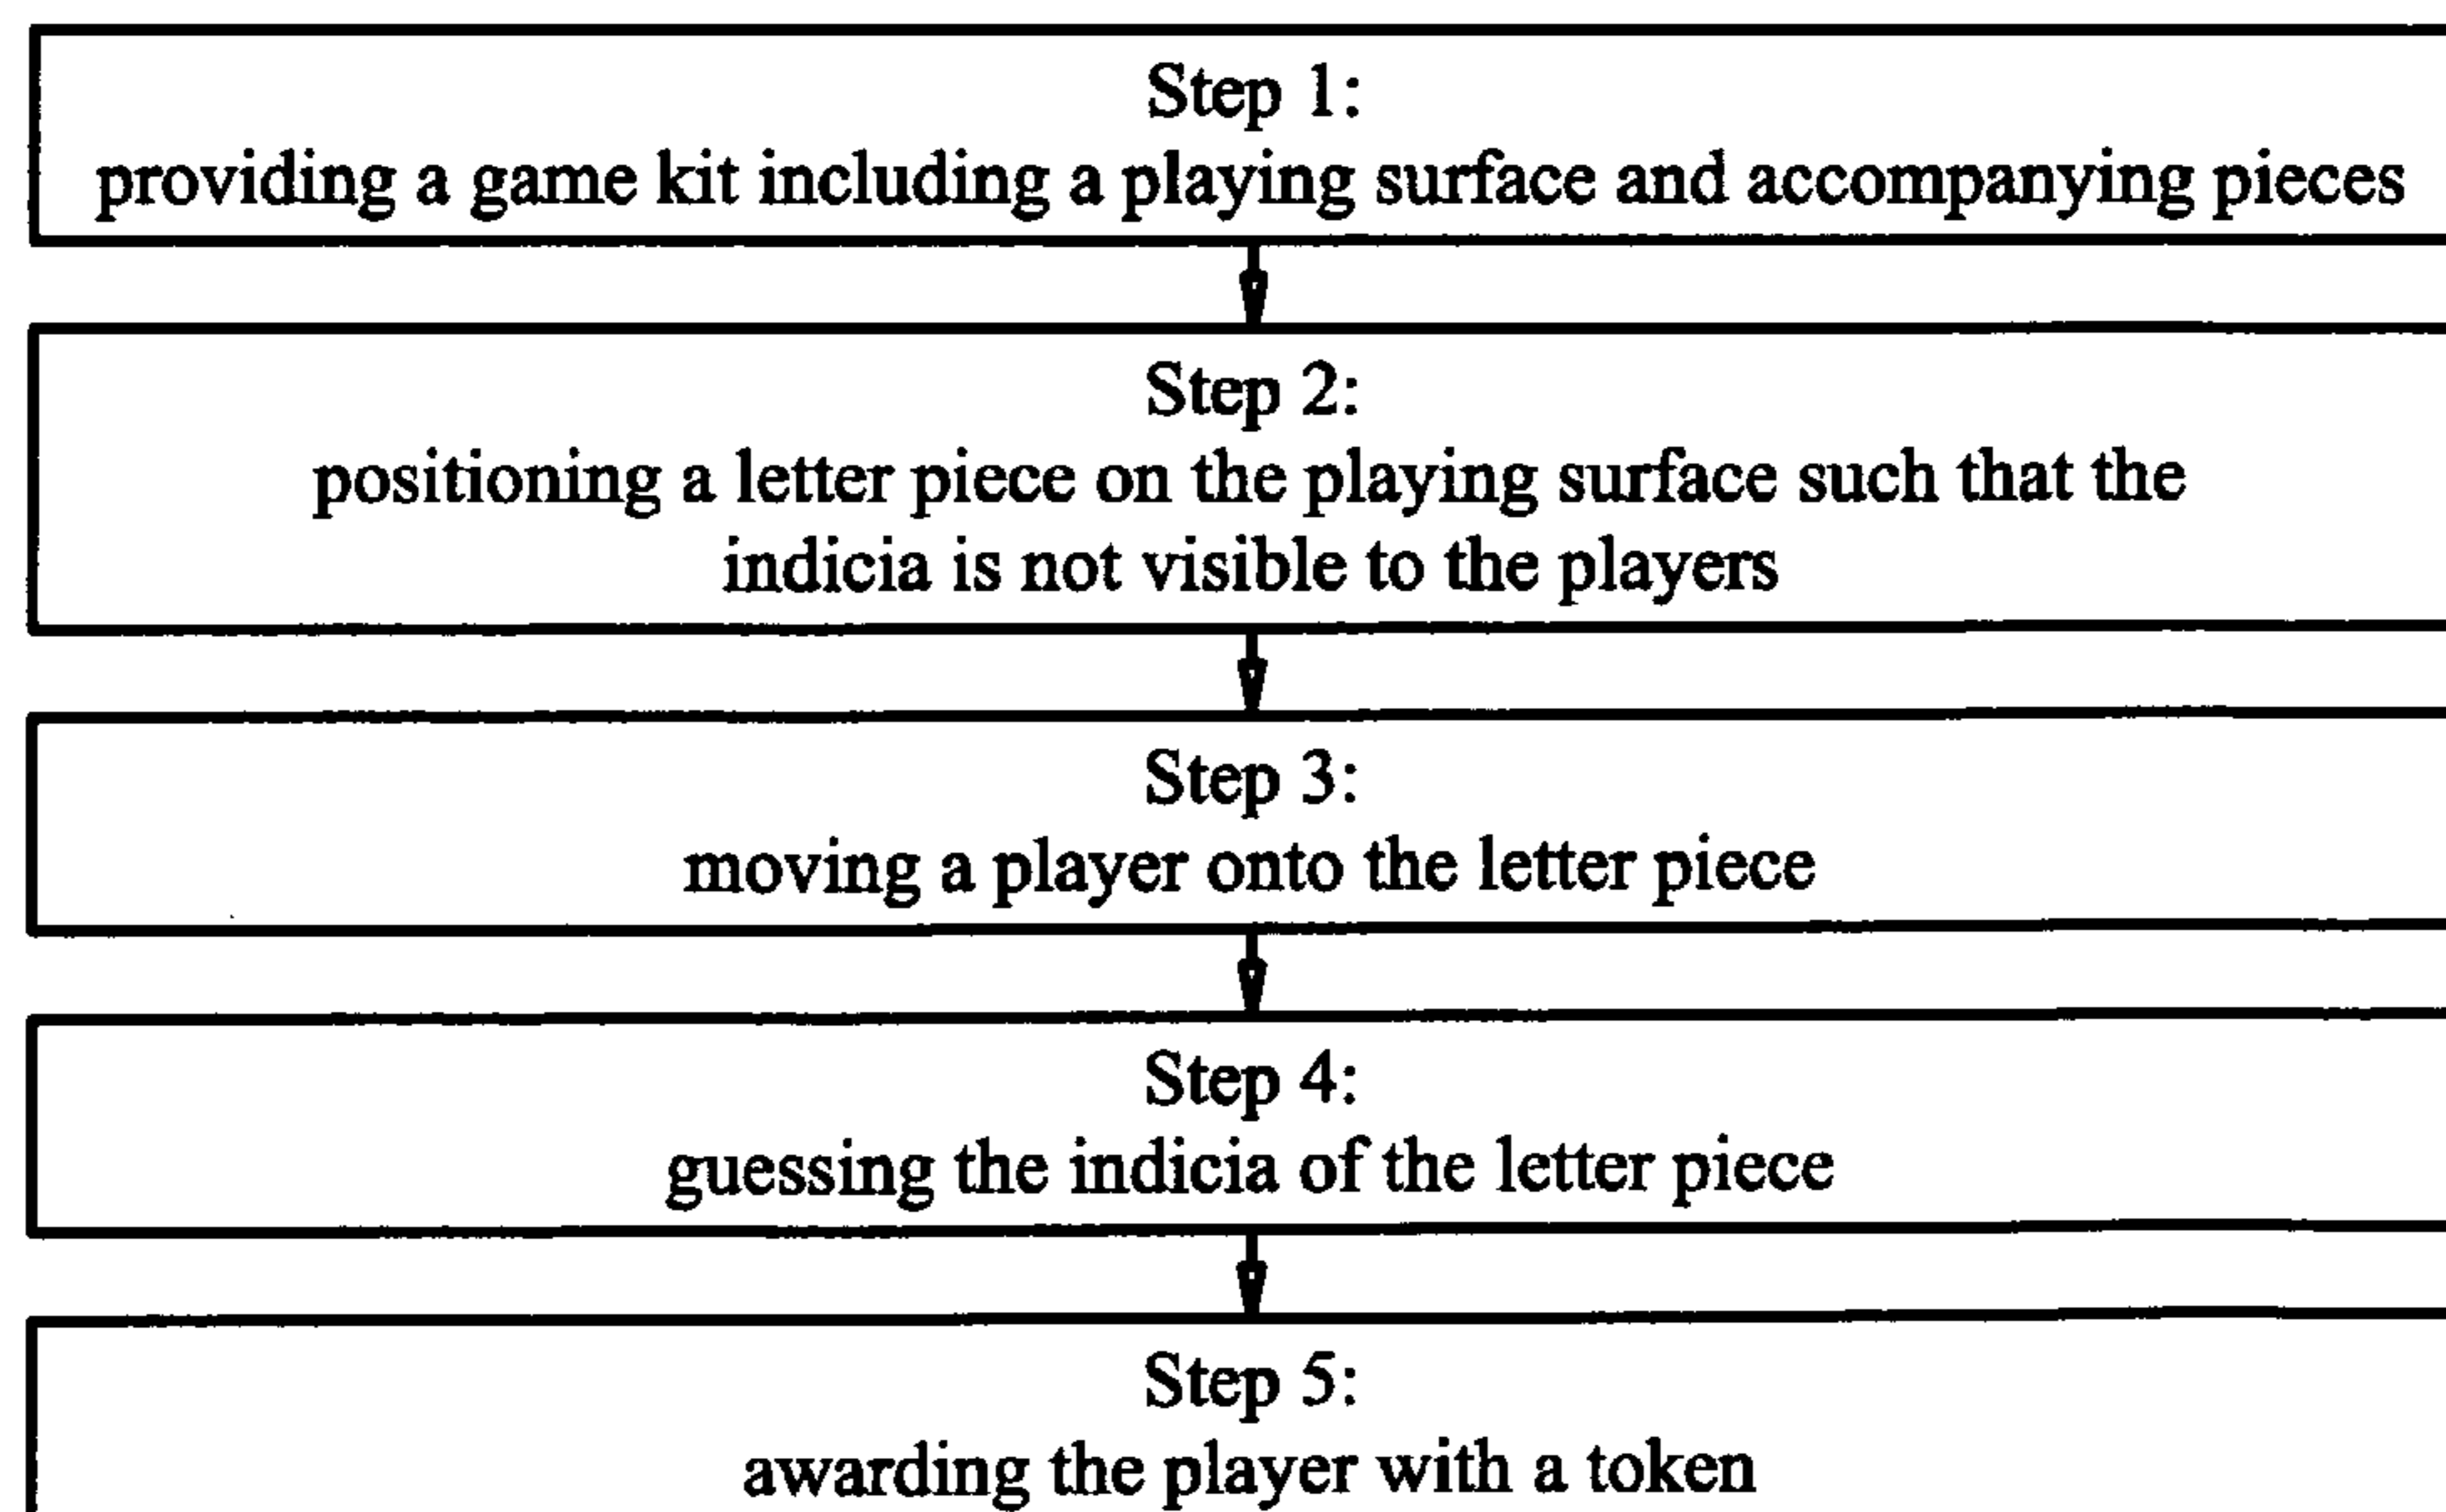 Step 1:
providing a game kit including a playing surface and accompanying pieces
Step 2:
positioning a letter piece on the playing surface such that the
indicia is not visible to the players
Step 3:
moving a player onto the letter piece
Step 4:
guessing the indicia of the letter piece
Step 5:
awarding the player with a token